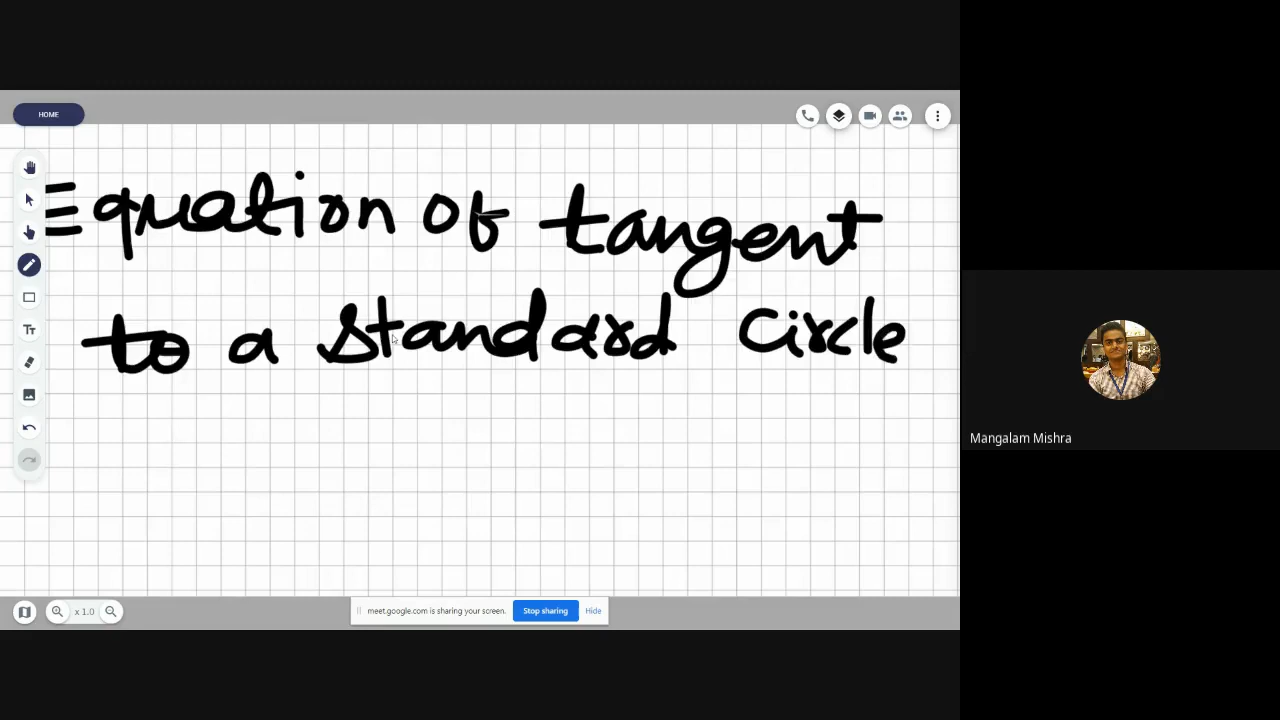 HOME
Equation of tangent
to a standard Circle
Mangalam Mishra
Tт
x 1.0
meet.google.com is sharing your screen. Stop sharing Hide